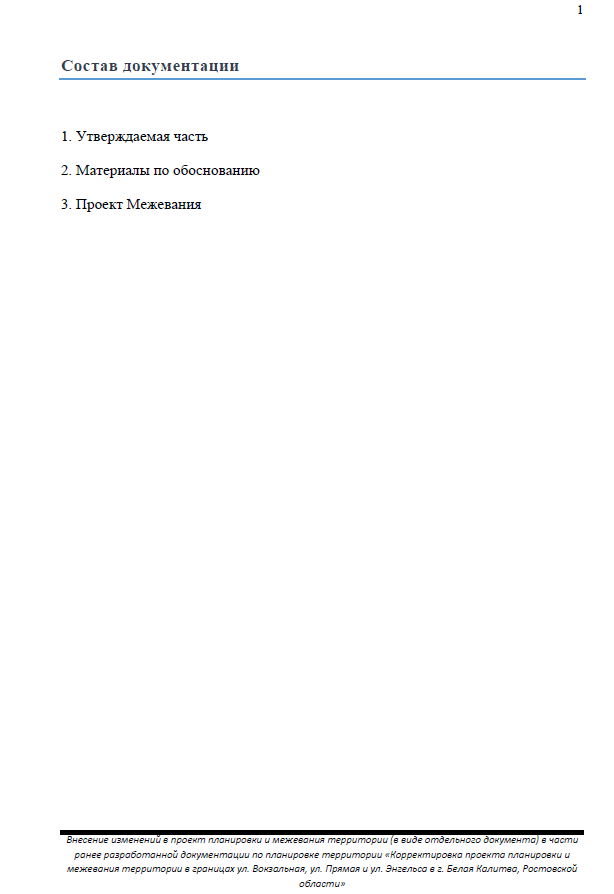 1
Состав документации
1. Утверждаемая часть
2. Материалы по обоснованию
3. Проект Межевания
Внесение изменений в проект планировки и межевания территории (в виде отдельного документа) в части
ранее разработанной документации по планировке территории «Корректировка проекта планировки и
межевания территории в границах ул. Вокзальная, ул. Прямая и ул. Энгельса в г. Белая Калитва, Ростовской
области»